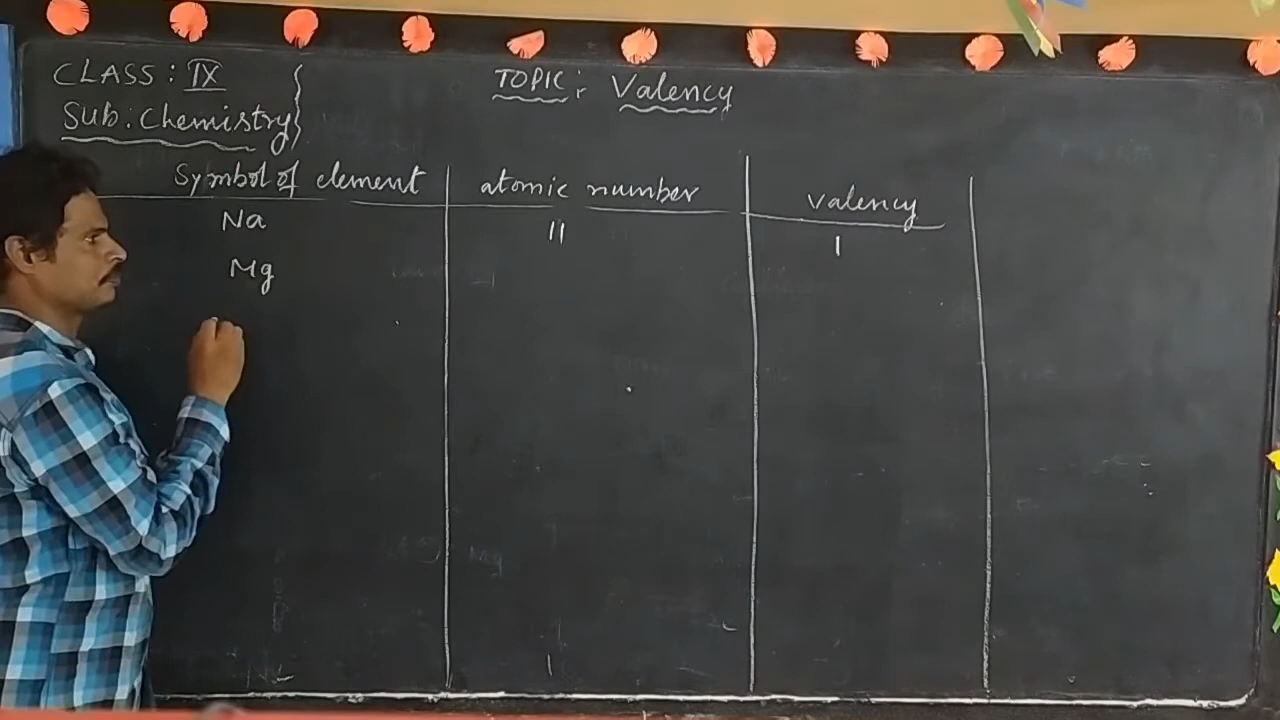 CLASS: IX
Sub: Chemistry
TOPIC: Valency
Symbol of element atomic number valency
Na 11 1
Mg